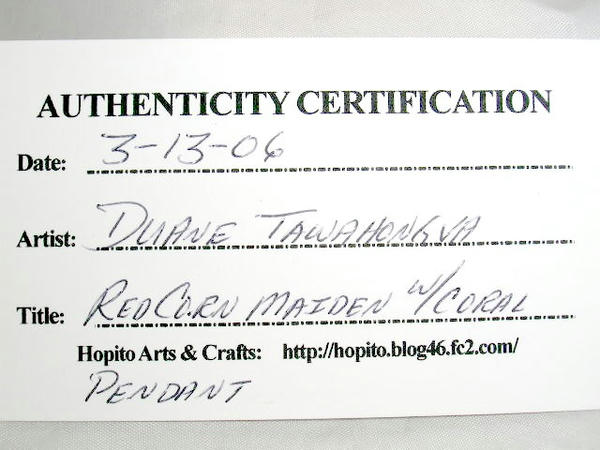 AUTHENTICITY CERTIFICATION
Date: 3-13-06
Artist: DUANE TAWAHONGVA
Title: RED CORN MAIDEN W/CORAL
Hopito Arts & Crafts: http://hopito.blog46.fc2.com/
PENDANT